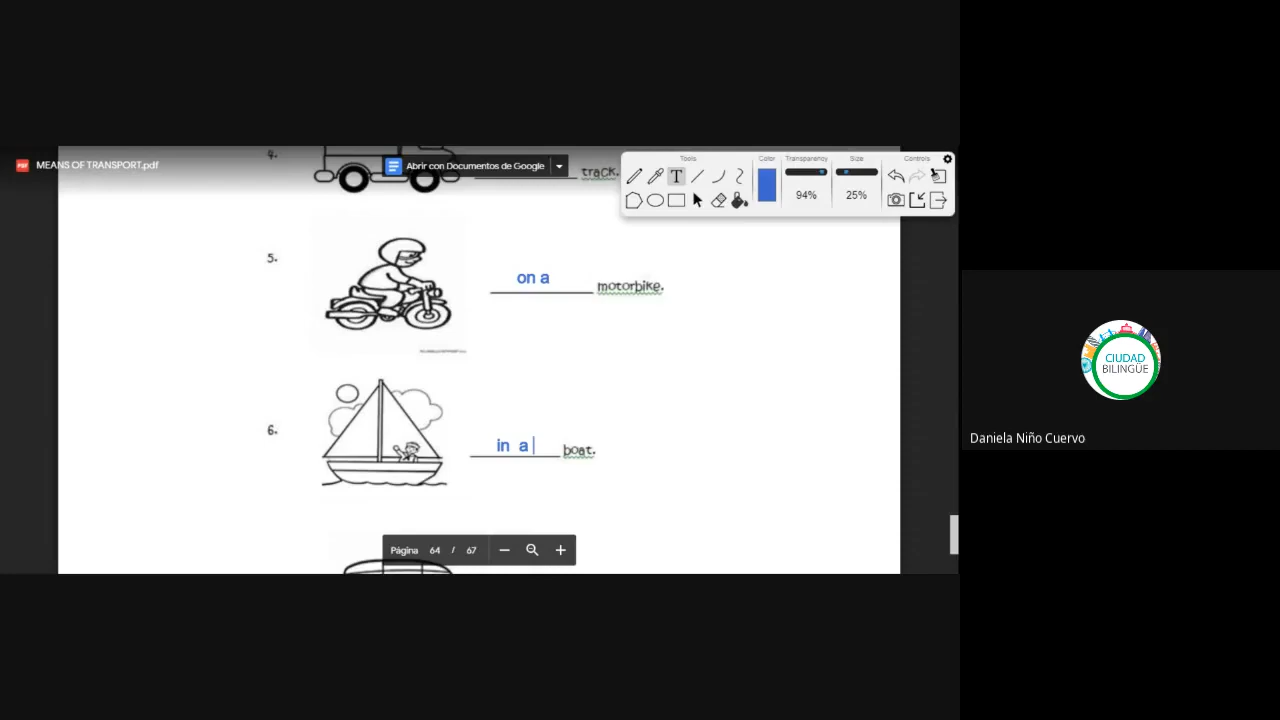 MEANS OF TRANSPORT.pdf
Abrir con Documentos de Google
4.
track.
Tools
Color
Transparency
Size
Controls
94%
25%
5.
on a
motorbike.
6.
in a
boat.
Página 64 / 67
CIUDAD
BILINGÜE
Daniela Niño Cuervo